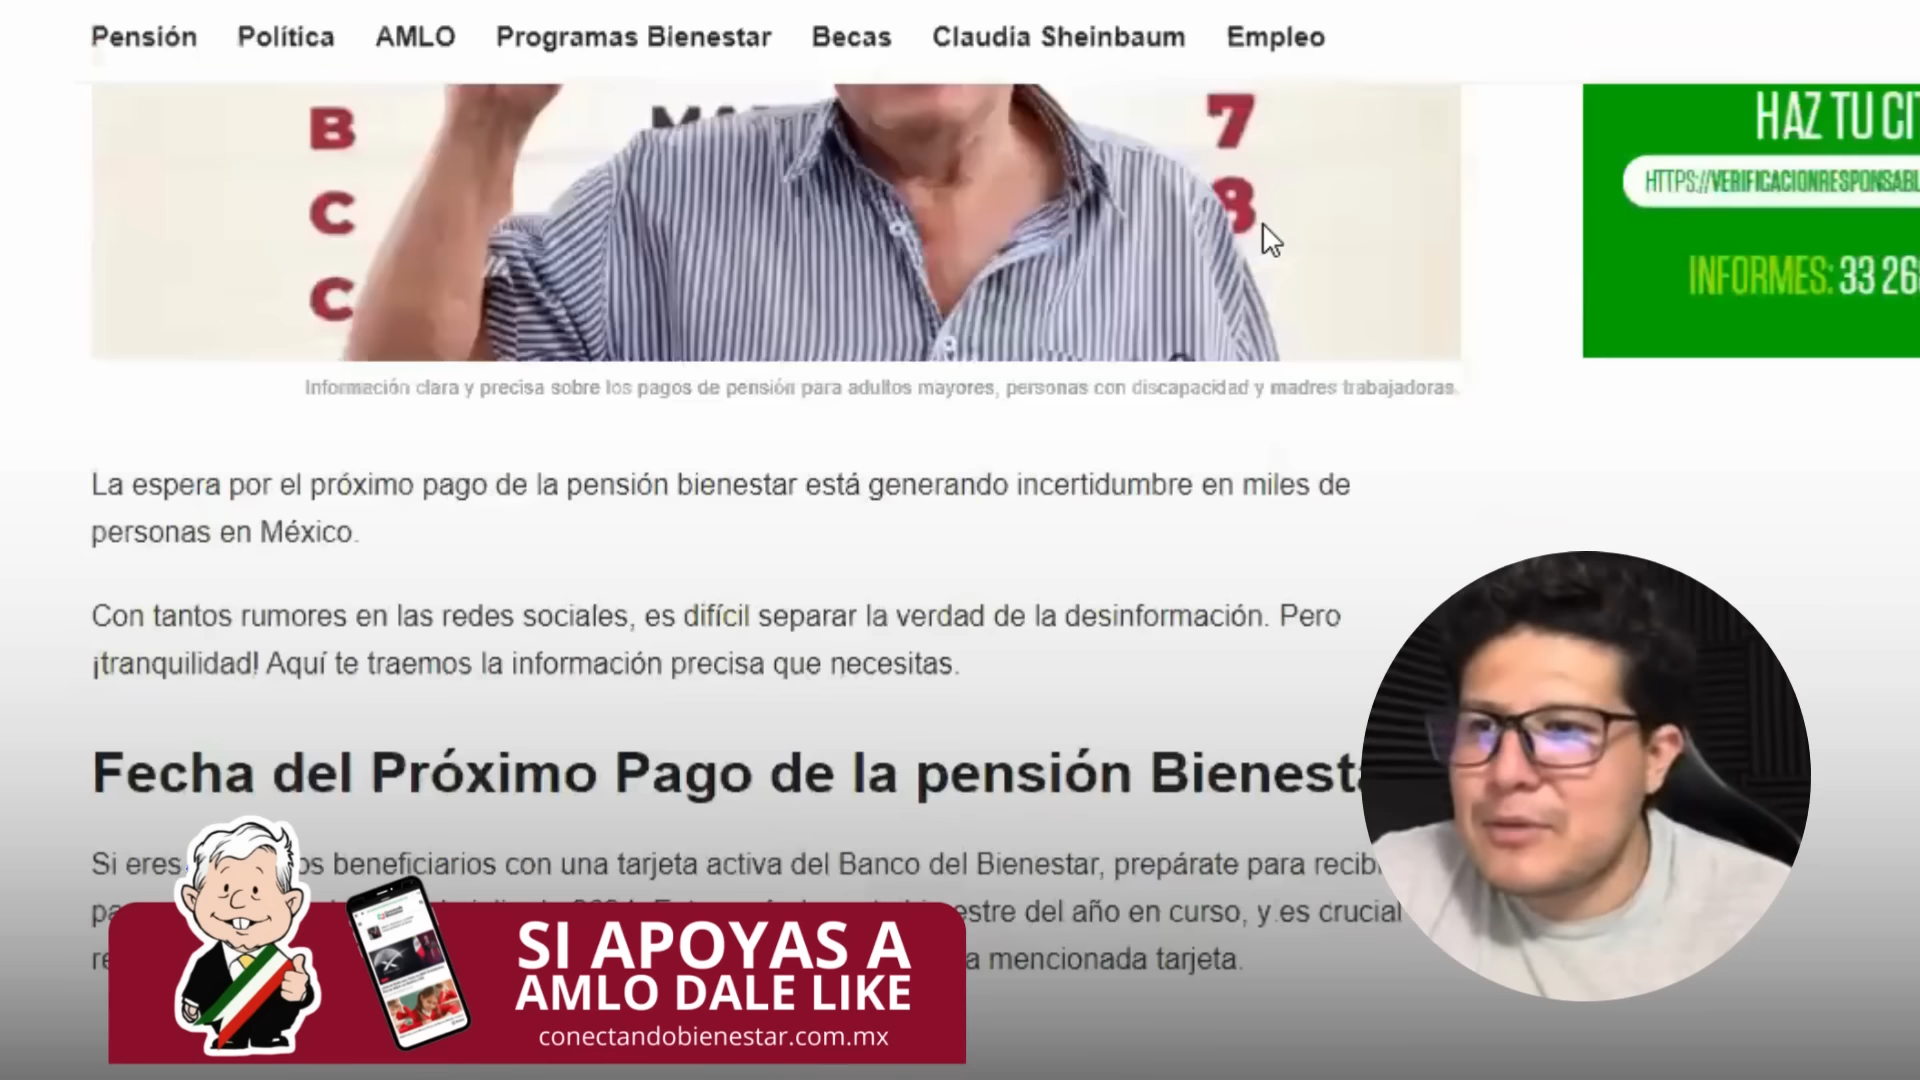 Pensión Política AMLO Programas Bienestar Becas Claudia Sheinbaum Empleo
B
C
C
7
8
HAZ TU
HTTPS://VERIFICACIONRESPONSABL
INFORMES: 33 26
Información clara y precisa sobre los pagos de pensión para adultos mayores, personas con discapacidad y madres trabajadoras.
La espera por el próximo pago de la pensión bienestar está generando incertidumbre en miles de
personas en México.
Con tantos rumores en las redes sociales, es difícil separar la verdad de la desinformación. Pero
¡tranquilidad! Aquí te traemos la información precisa que necesitas.
Fecha del Próximo Pago de la pensión Bienesta
Si eres os beneficiarios con una tarjeta activa del Banco del Bienestar, prepárate para recib
estre del año en curso, y es crucial
a mencionada tarjeta.
SI APOYAS A
AMLO DALE LIKE
conectandobienestar.com.mx